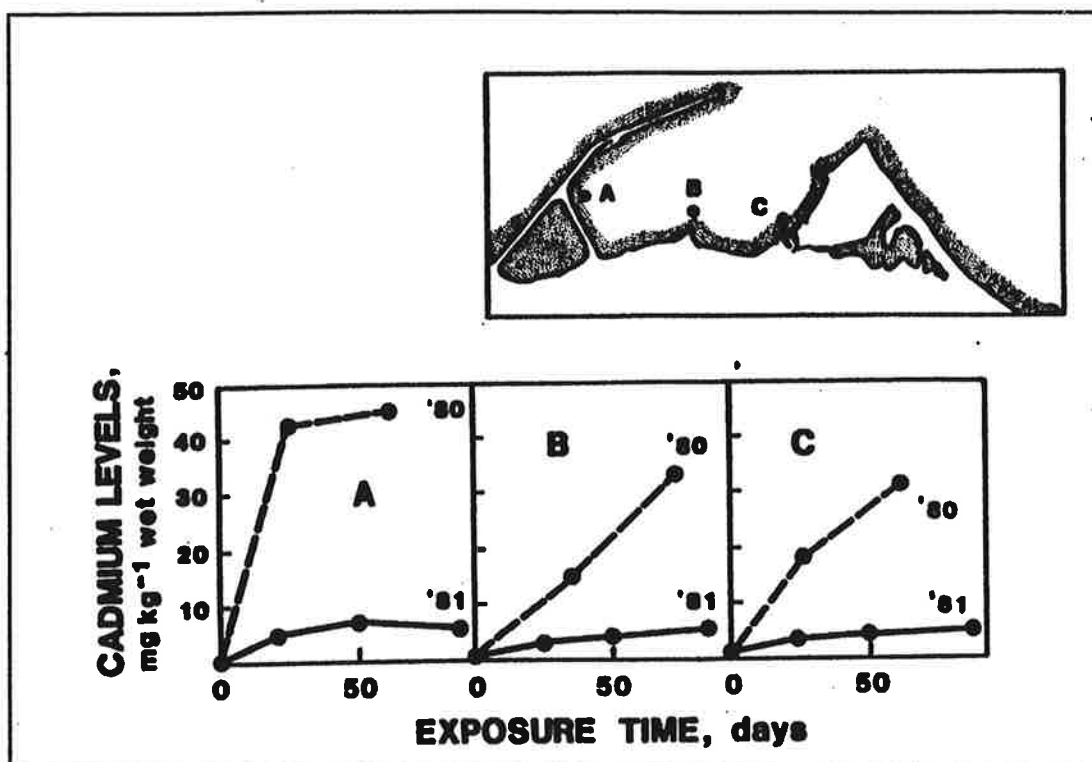 A
B
C
CADMIUM LEVELS,
mg kg⁻¹ wet weight
50
40
30
20
10
A
'80
'81
B
'80
'81
C
'80
'81
0
50
0
50
0
50
EXPOSURE TIME, days